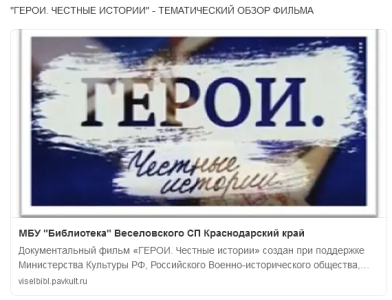 "ГЕРОИ. ЧЕСТНЫЕ ИСТОРИИ" - ТЕМАТИЧЕСКИЙ ОБЗОР ФИЛЬМА
ГЕРОИ.
Честные
истории
МБУ "Библиотека" Веселовского СП Краснодарский край
Документальный фильм «ГЕРОИ. Честные истории» создан при поддержке
Министерства Культуры РФ, Российского Военно-исторического общества,...
viselbibl.pavkult.ru